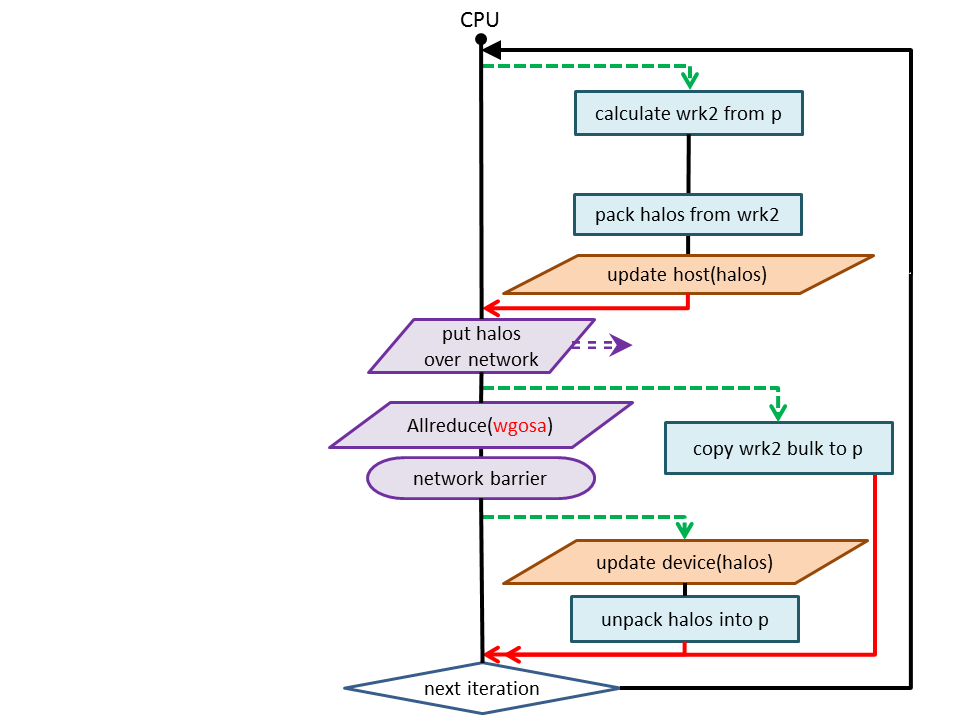 CPU
calculate wrk2 from p
pack halos from wrk2
update host(halos)
put halos
over network
Allreduce(wgosa)
copy wrk2 bulk to p
network barrier
update device(halos)
unpack halos into p
next iteration